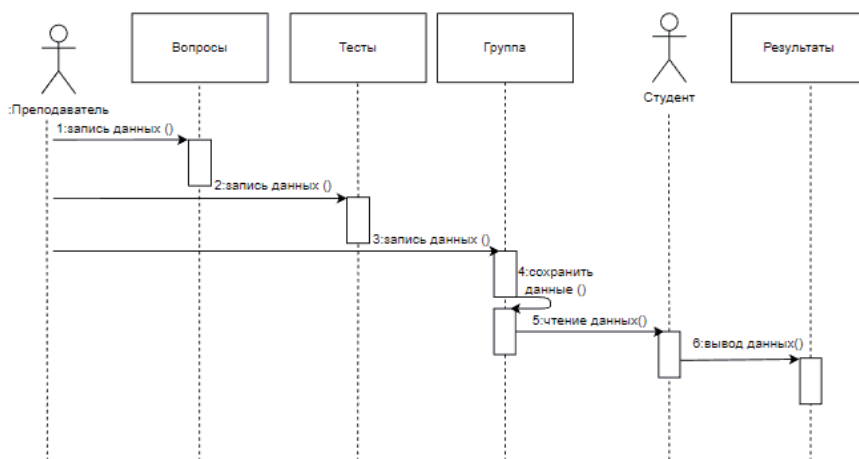 Вопросы
Тесты
Группа
Результаты
:Преподаватель
Студент
1:запись данных ()
2:запись данных ()
3:запись данных ()
4:сохранить
данные ()
5:чтение данных()
6:вывод данных()